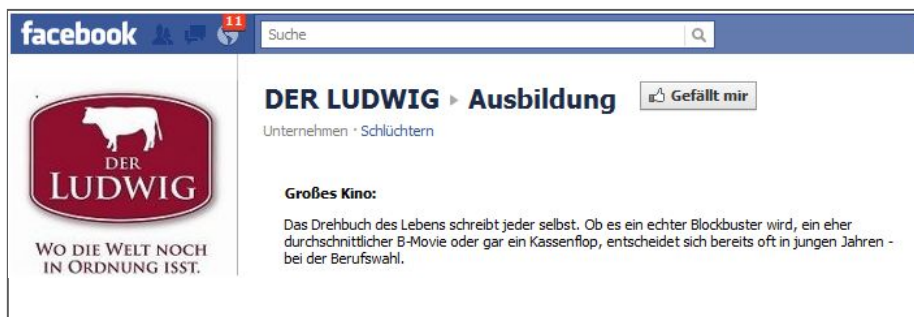 facebook
11
Suche
DER LUDWIG ▸ Ausbildung
Gefällt mir
Unternehmen · Schlüchtern
DER
LUDWIG
WO DIE WELT NOCH
IN ORDNUNG ISST.
Großes Kino:
Das Drehbuch des Lebens schreibt jeder selbst. Ob es ein echter Blockbuster wird, ein eher
durchschnittlicher B-Movie oder gar ein Kassenflop, entscheidet sich bereits oft in jungen Jahren -
bei der Berufswahl.